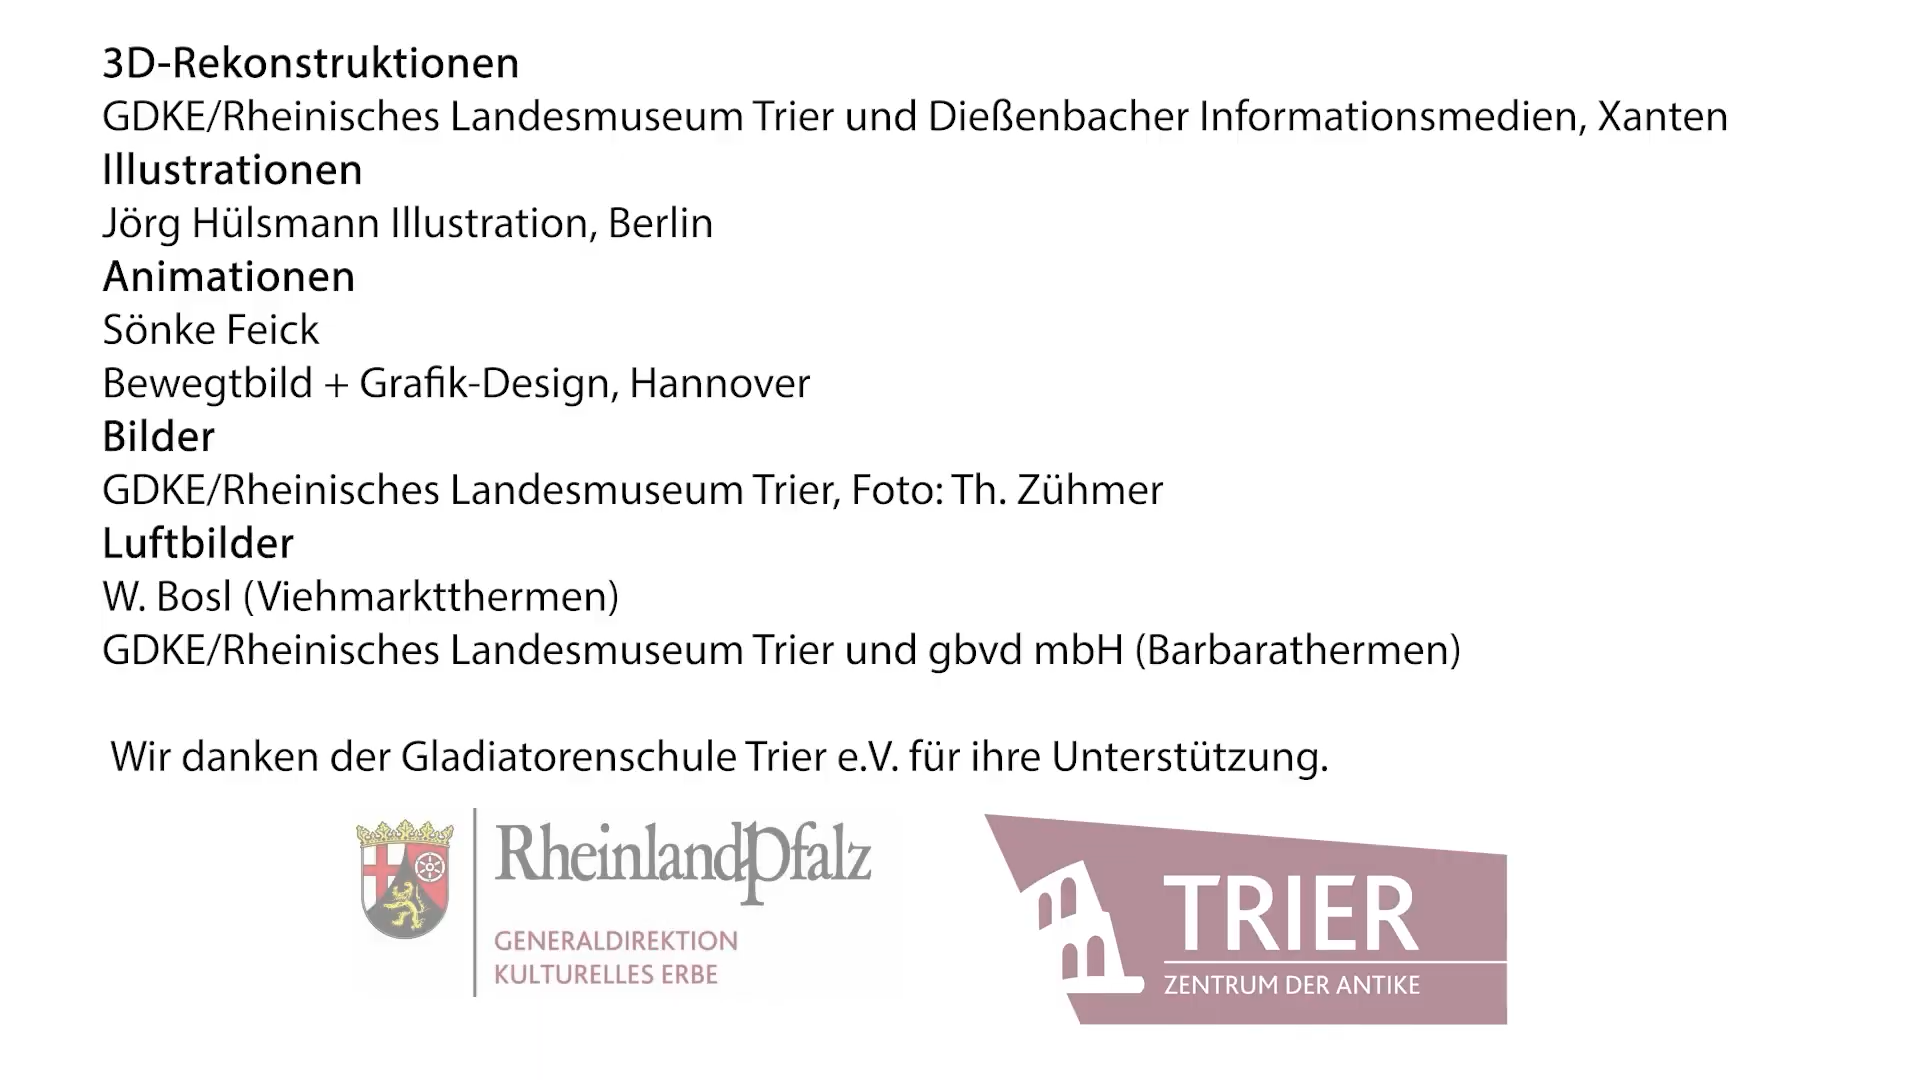 3D-Rekonstruktionen
GDKE/Rheinisches Landesmuseum Trier und Dießenbacher Informationsmedien, Xanten
Illustrationen
Jörg Hülsmann Illustration, Berlin
Animationen
Sönke Feick
Bewegtbild + Grafik-Design, Hannover
Bilder
GDKE/Rheinisches Landesmuseum Trier, Foto: Th. Zühmer
Luftbilder
W. Bosl (Viehmarktthermen)
GDKE/Rheinisches Landesmuseum Trier und gbvd mbH (Barbarathermen)
Wir danken der Gladiatorenschule Trier e.V. für ihre Unterstützung.
RheinlandPfalz
GENERALDIREKTION
KULTURELLES ERBE
TRIER
ZENTRUM DER ANTIKE